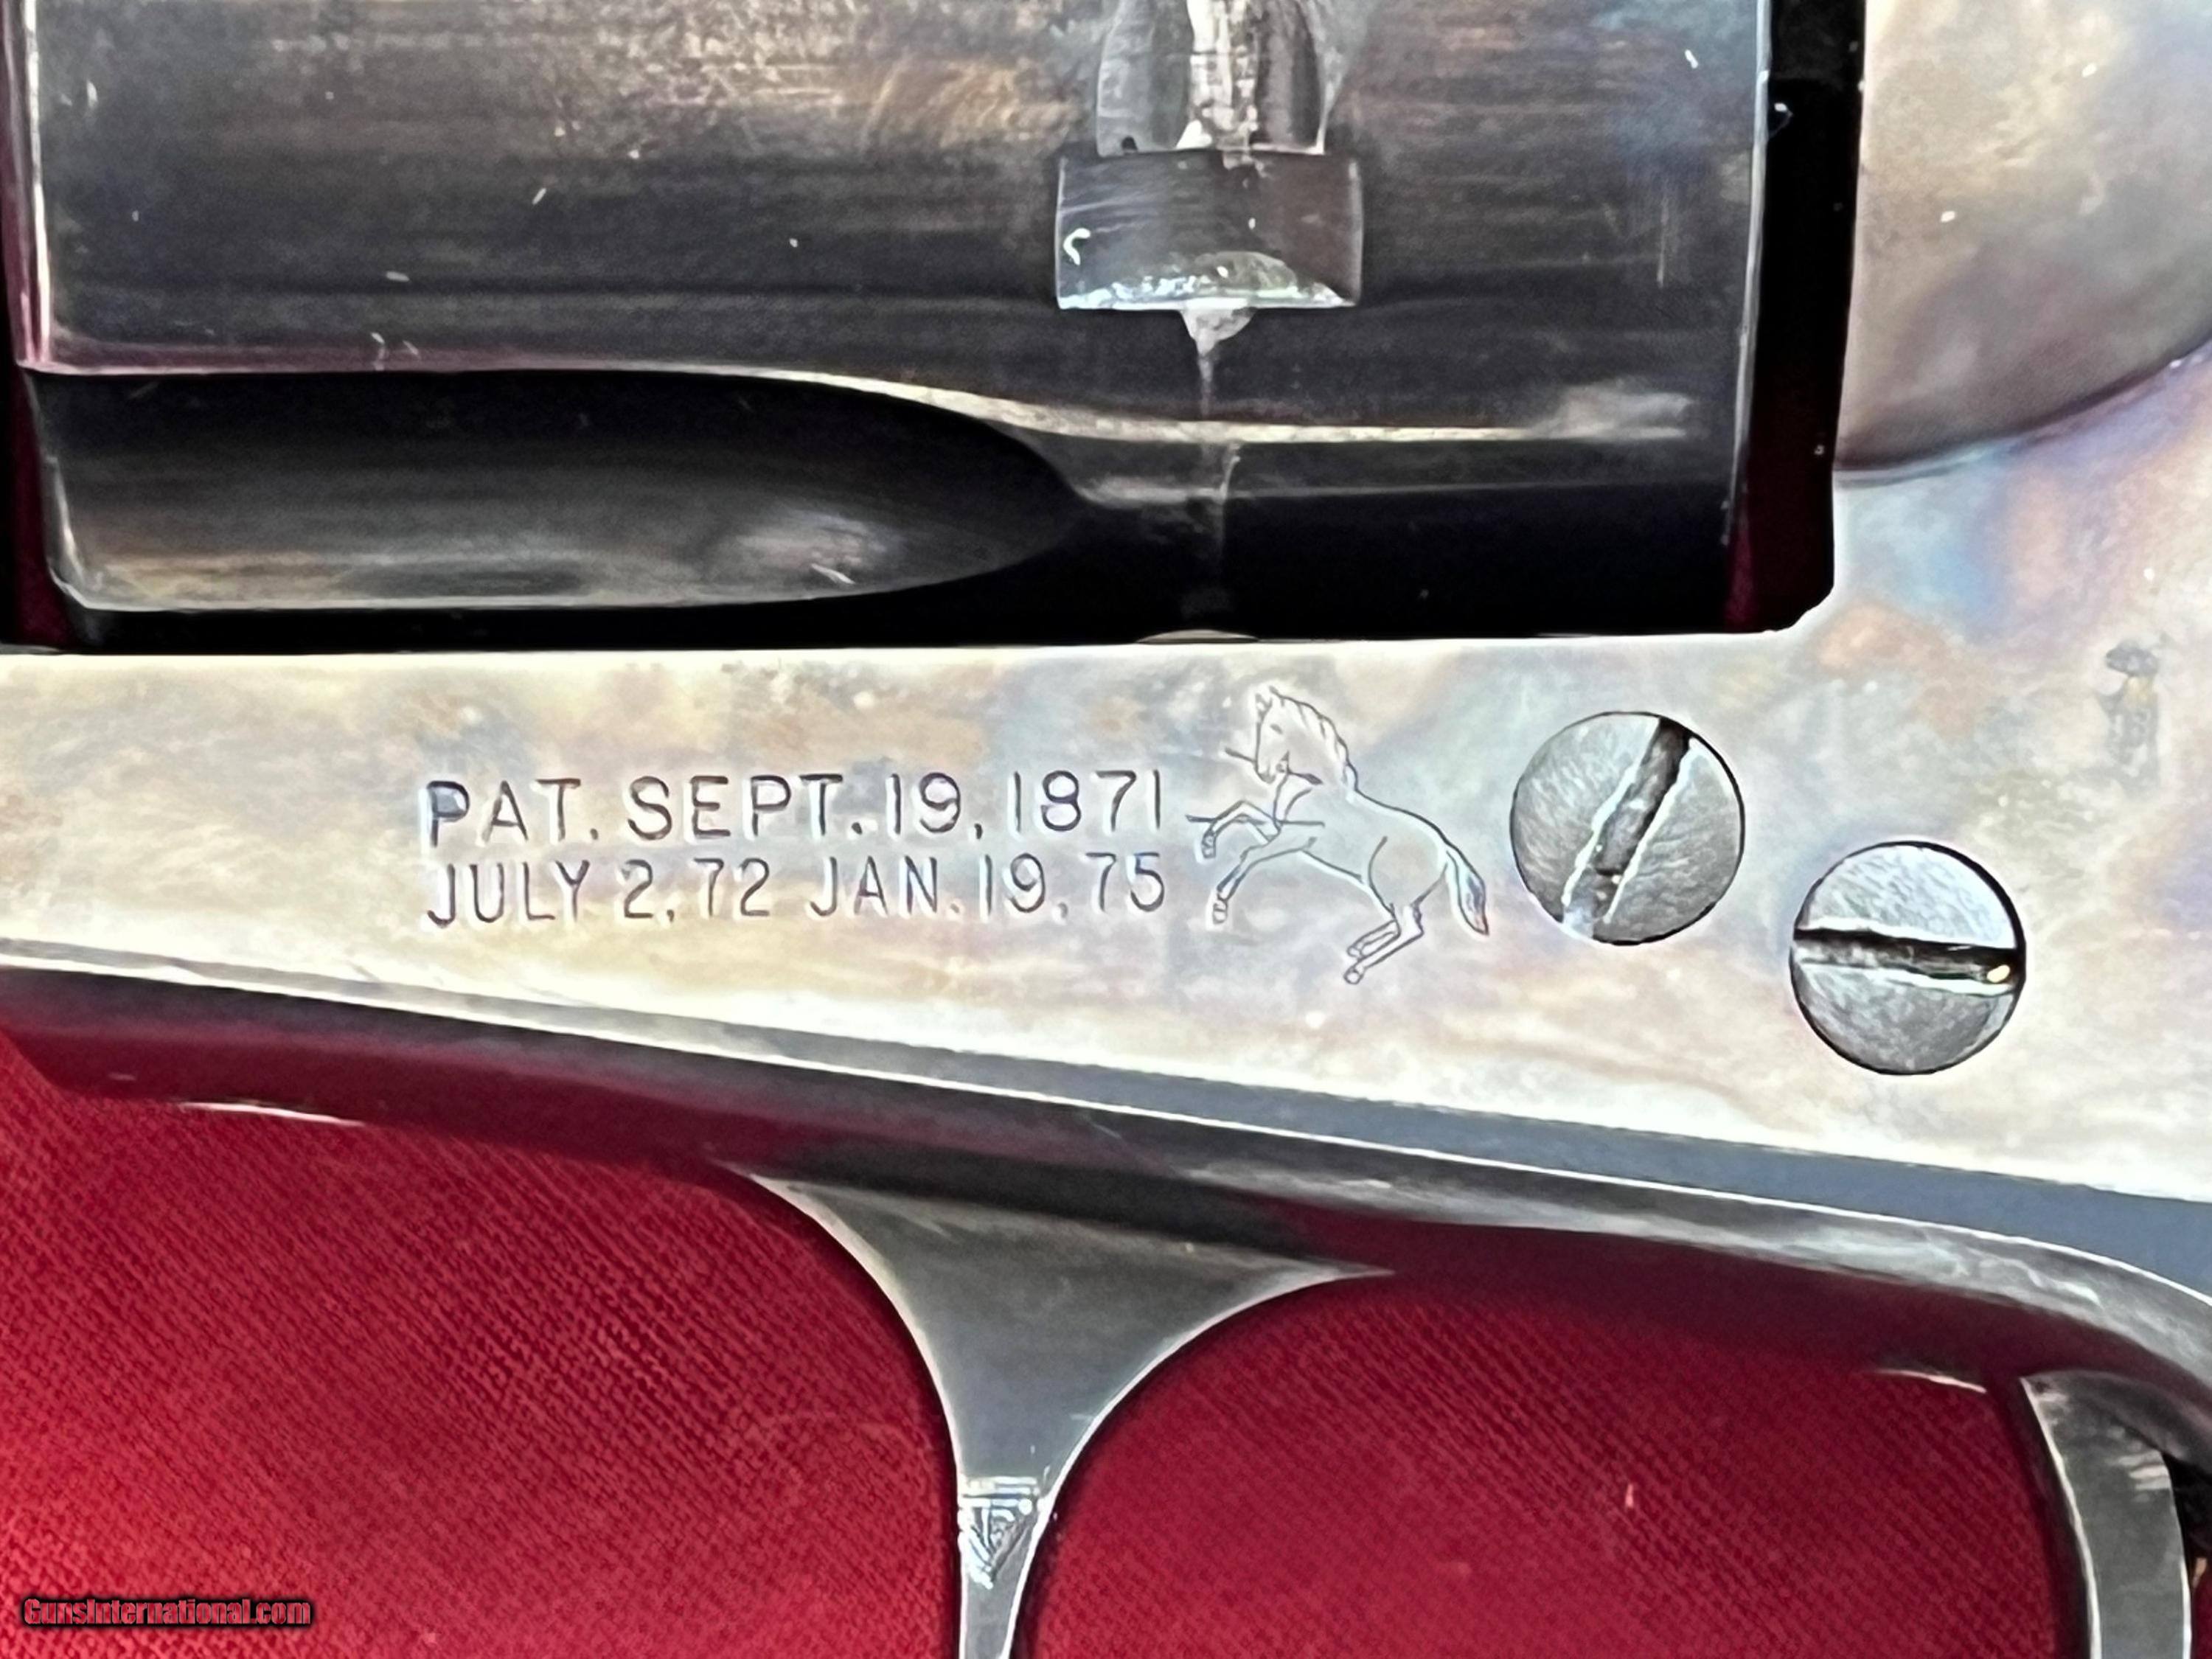 PAT. SEPT. 19, 1871
JULY 2, 72 JAN. 19, 75
GunsInternational.com